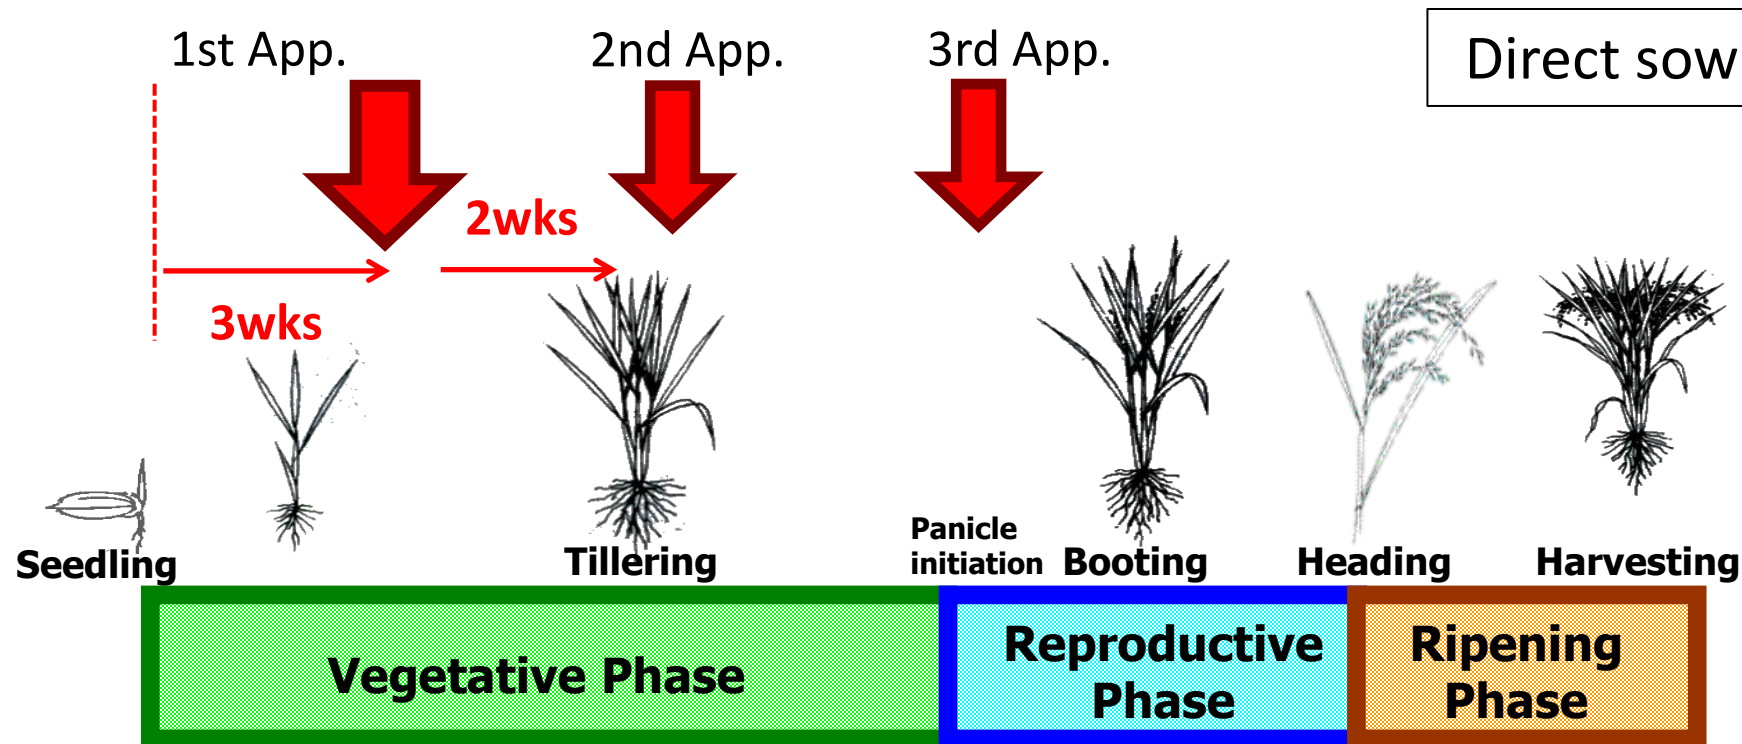 1st App.
2nd App.
3rd App.
Direct sow
2wks
3wks
Seedling
Tillering
Panicle
initiation
Booting
Heading
Harvesting
Vegetative Phase
Reproductive
Phase
Ripening
Phase